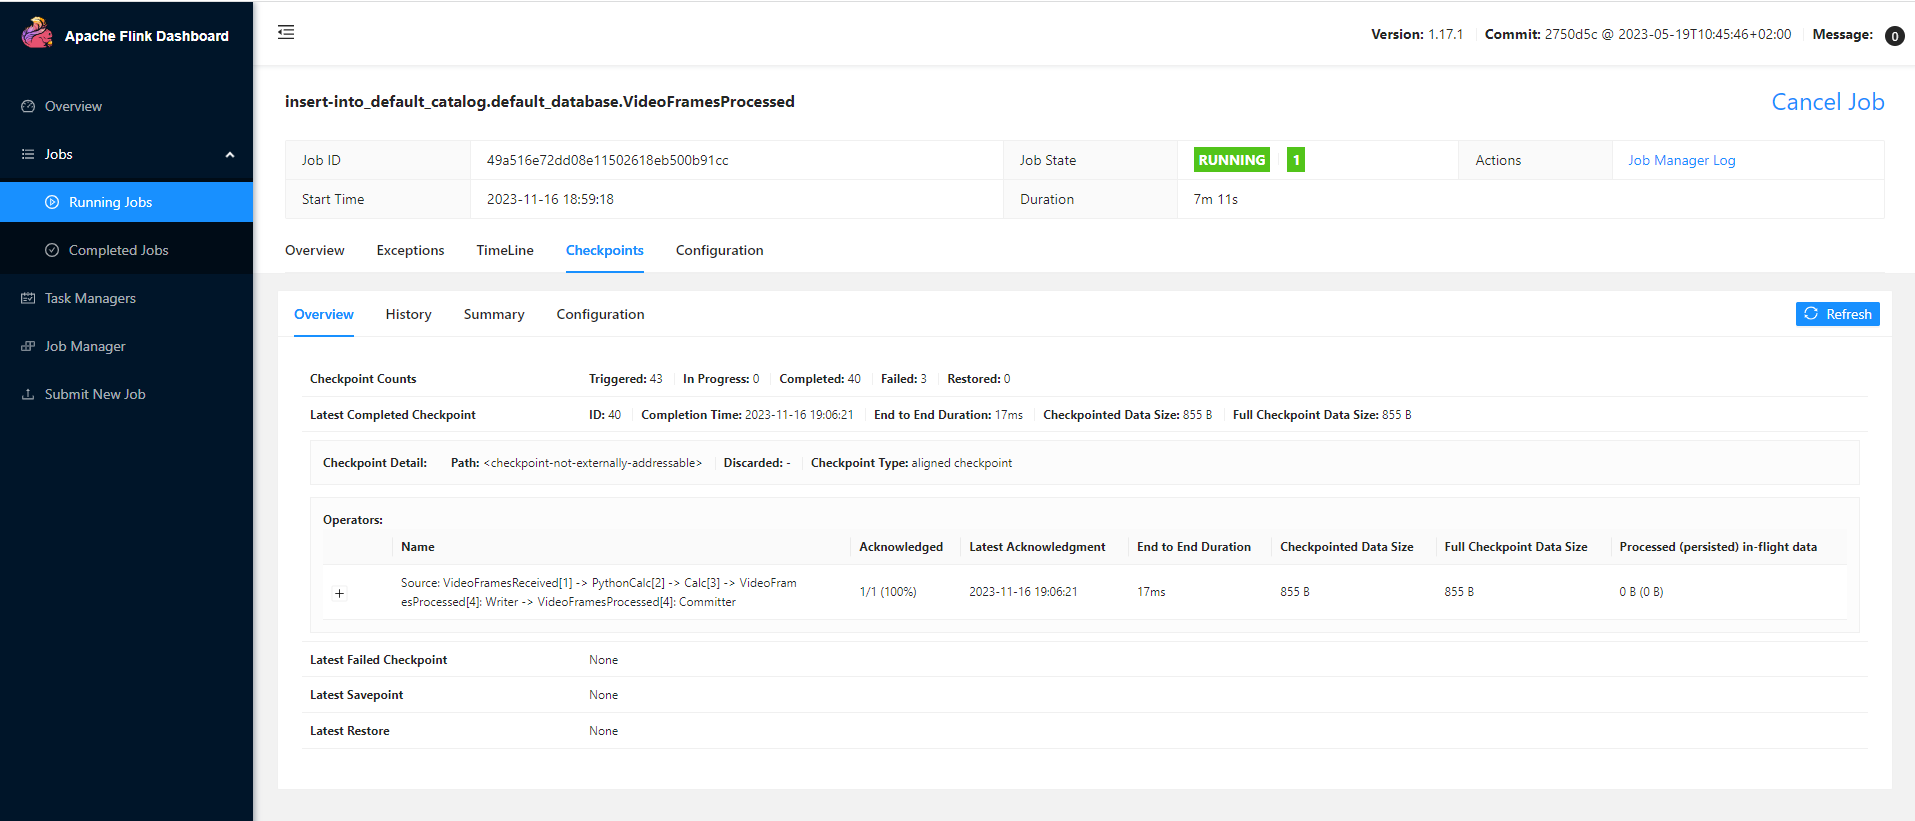 Apache Flink Dashboard
Version: 1.17.1 Commit: 2750d5c @ 2023-05-19T10:45:46+02:00 Message: 0
Overview
Jobs
Running Jobs
Completed Jobs
Task Managers
Job Manager
Submit New Job
insert-into_default_catalog.default_database.VideoFramesProcessed
Cancel Job
Job ID 49a516e72dd08e11502618eb500b91cc Job State RUNNING 1 Actions Job Manager Log
Start Time 2023-11-16 18:59:18 Duration 7m 11s
Overview Exceptions TimeLine Checkpoints Configuration
Overview History Summary Configuration Refresh
Checkpoint Counts Triggered: 43 In Progress: 0 Completed: 40 Failed: 3 Restored: 0
Latest Completed Checkpoint ID: 40 Completion Time: 2023-11-16 19:06:21 End to End Duration: 17ms Checkpointed Data Size: 855 B Full Checkpoint Data Size: 855 B
Checkpoint Detail: Path: <checkpoint-not-externally-addressable> Discarded: - Checkpoint Type: aligned checkpoint
Operators:
Name Acknowledged Latest Acknowledgment End to End Duration Checkpointed Data Size Full Checkpoint Data Size Processed (persisted) in-flight data
Source: VideoFramesReceived[1] -> PythonCalc[2] -> Calc[3] -> VideoFram
esProcessed[4]: Writer -> VideoFramesProcessed[4]: Committer
1/1 (100%) 2023-11-16 19:06:21 17ms 855 B 855 B 0 B (0 B)
Latest Failed Checkpoint None
Latest Savepoint None
Latest Restore None